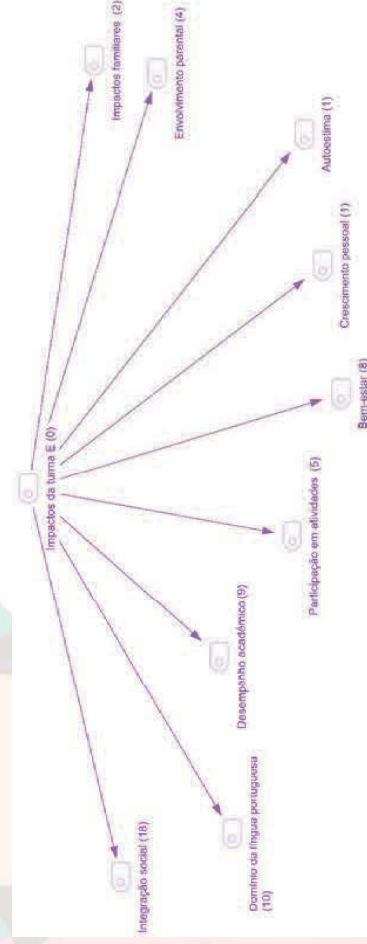 Impactos da turma E (0)
Integração social (18)
Domínio da língua portuguesa
(10)
Desempenho académico (9)
Participação em atividades (5)
Bem-estar (8)
Crescimento pessoal (1)
Autoestima (1)
Envolvimento parental (4)
Impactos familiares (2)